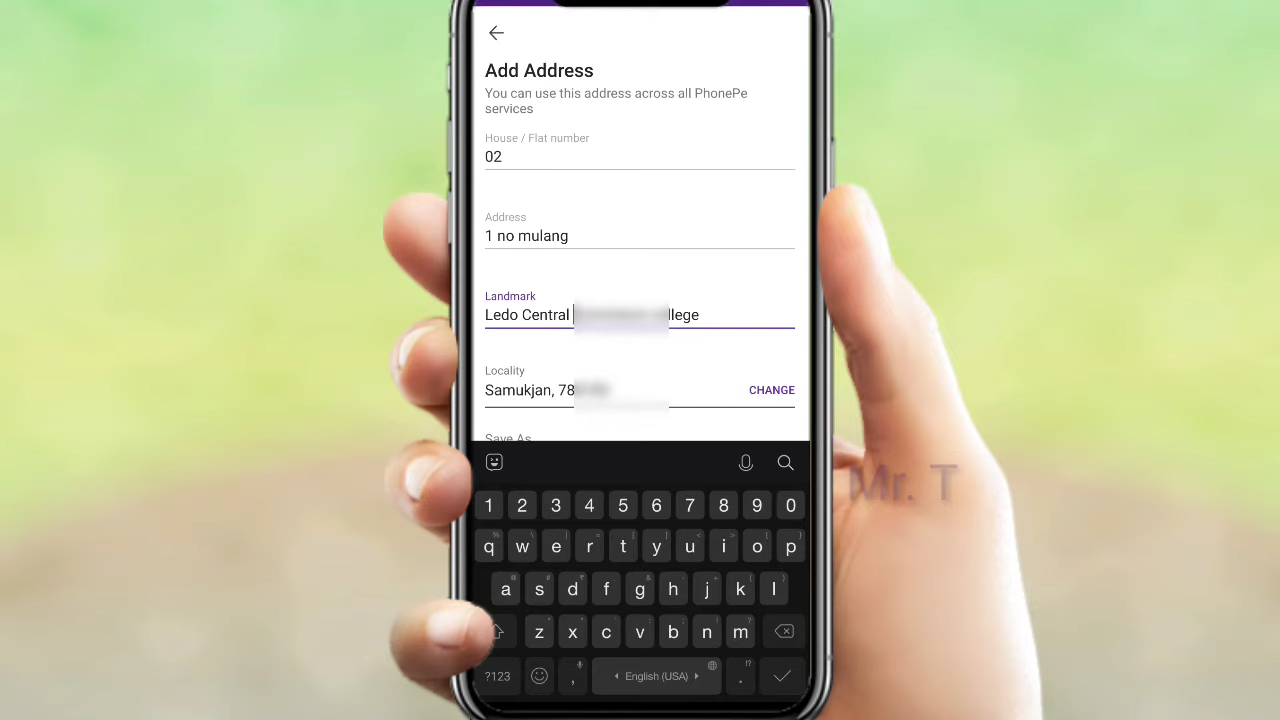 Add Address
You can use this address across all PhonePe
services
House / Flat number
02
Address
1 no mulang
Landmark
Ledo Central llege
Locality
Samukjan, 78
CHANGE
Save As
1 2 3 4 5 6 7 8 9 0
q w e r t y u i o p
a s d f g h j k l
z x c v b n m
?123 , English (USA) .
Mr. T